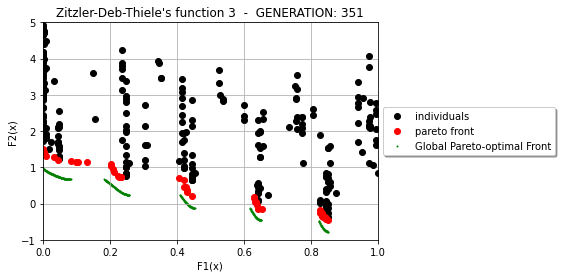 Zitzler-Deb-Thiele's function 3 - GENERATION: 351
5
4
3
2
1
0
−1
F2(x)
0.0 0.2 0.4 0.6 0.8 1.0
F1(x)
individuals
pareto front
Global Pareto-optimal Front